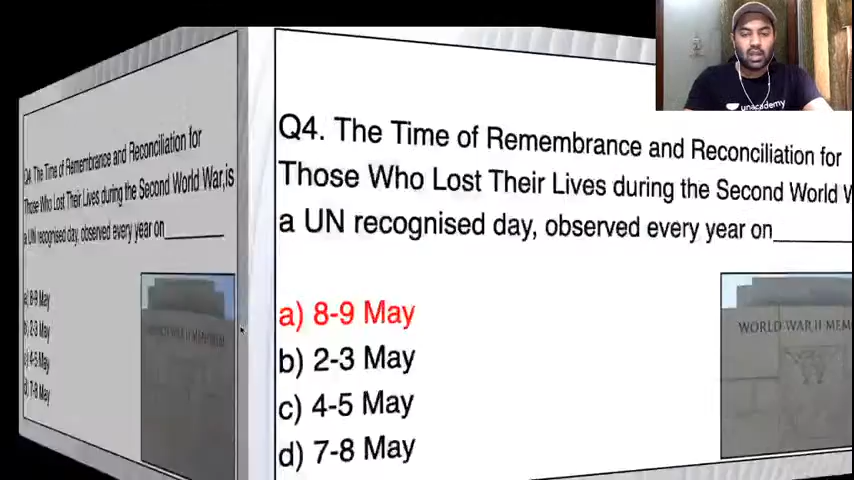 Q4. The Time of Remembrance and Reconciliation for
Those Who Lost Their Lives during the Second World War,is
a UN recognised day, observed every year on________
a) 8-9 May
b) 2-3 May
c) 4-5 May
d) 7-8 May
Q4. The Time of Remembrance and Reconciliation for
Those Who Lost Their Lives during the Second World
a UN recognised day, observed every year on________
a) 8-9 May
b) 2-3 May
c) 4-5 May
d) 7-8 May
WORLD WAR II
unacademy